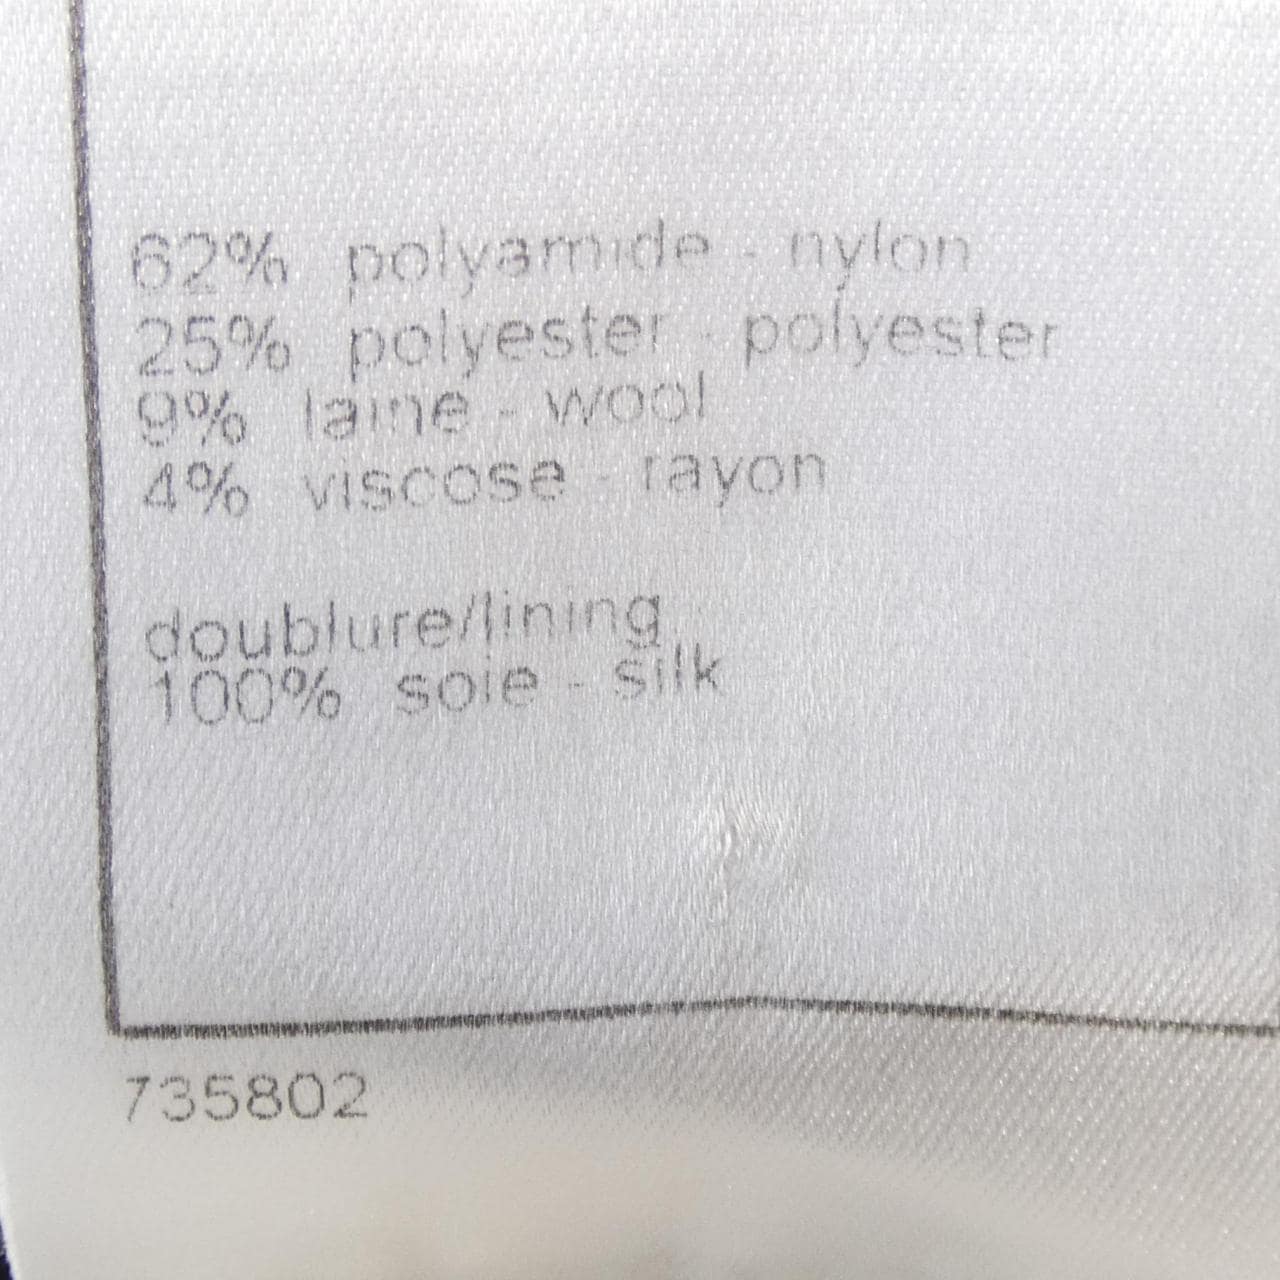 62% polyamide - nylon
25% polyester - polyester
9% laine - wool
4% viscose - rayon
doublure/lining
100% soie - silk
735802